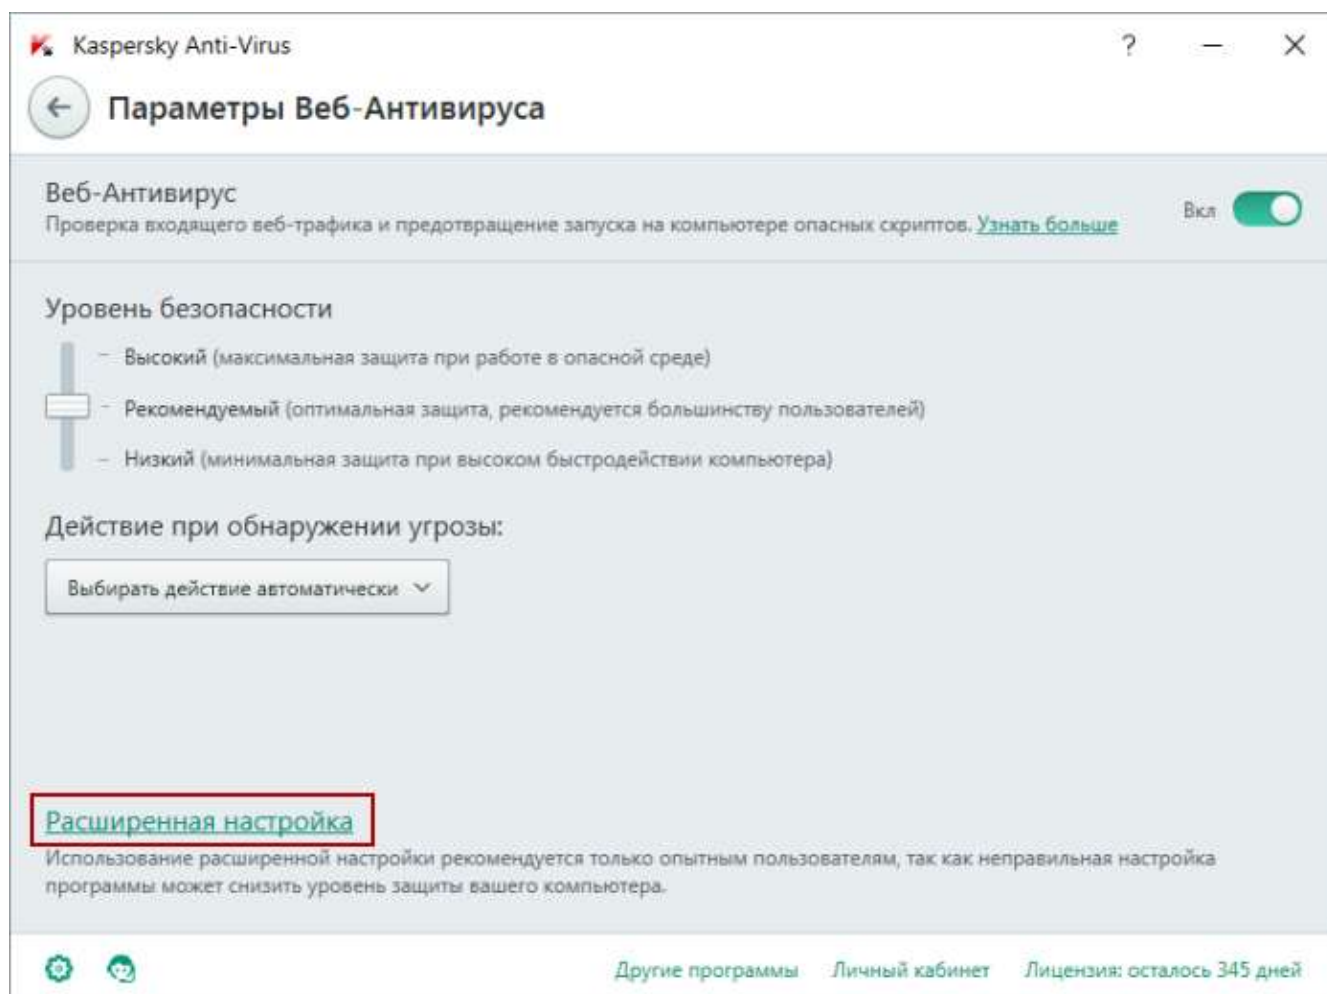 Kaspersky Anti-Virus ?
Параметры Веб-Антивируса
Веб-Антивирус
Проверка входящего веб-трафика и предотвращение запуска на компьютере опасных скриптов. Узнать больше
Вкл
Уровень безопасности
– Высокий (максимальная защита при работе в опасной среде)
– Рекомендуемый (оптимальная защита, рекомендуется большинству пользователей)
– Низкий (минимальная защита при высоком быстродействии компьютера)
Действие при обнаружении угрозы:
Выбирать действие автоматически
Расширенная настройка
Использование расширенной настройки рекомендуется только опытным пользователям, так как неправильная настройка
программы может снизить уровень защиты вашего компьютера.
Другие программы Личный кабинет Лицензия: осталось 345 дней